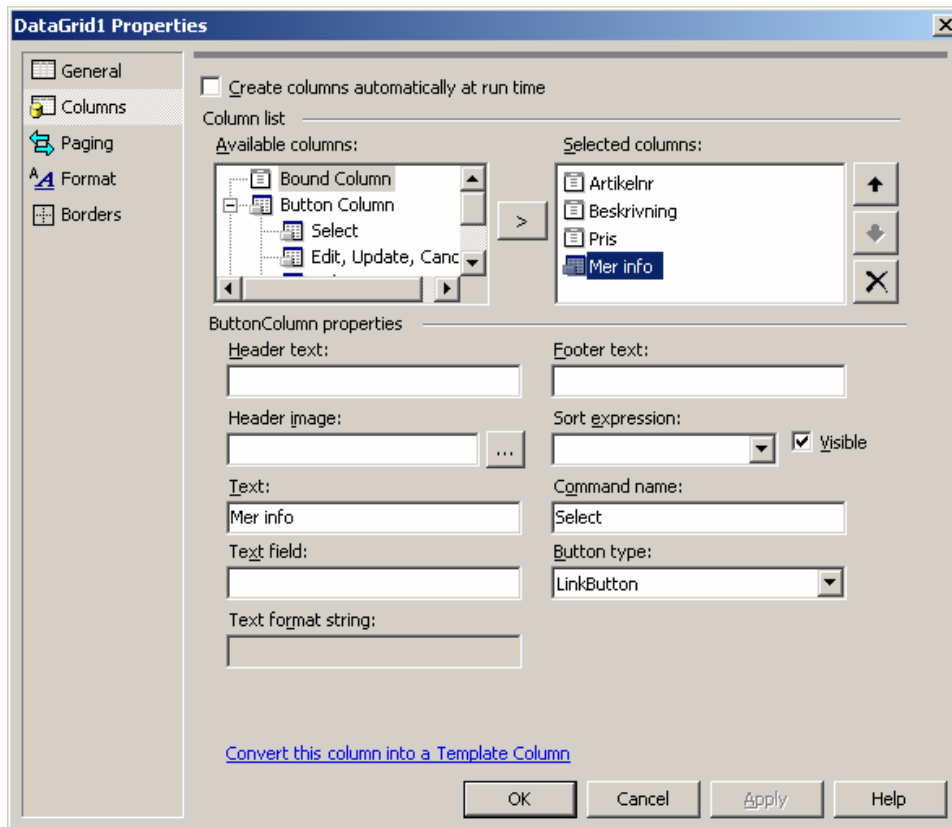 DataGrid1 Properties
General
Columns
Paging
Format
Borders
Create columns automatically at run time
Column list
Available columns:
Bound Column
Button Column
Select
Edit, Update, Canc
>
Selected columns:
Artikelnr
Beskrivning
Pris
Mer info
ButtonColumn properties
Header text:
Footer text:
Header image:
...
Sort expression:
Visible
Text:
Mer info
Command name:
Select
Text field:
Button type:
LinkButton
Text format string:
Convert this column into a Template Column
OK
Cancel
Apply
Help